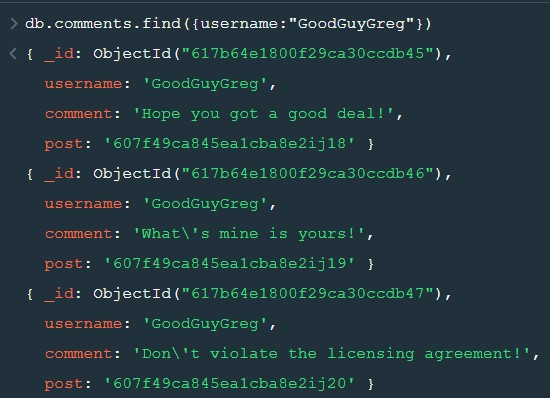 > db.comments.find({username:"GoodGuyGreg"})
< { _id: ObjectId("617b64e1800f29ca30ccdb45"),
username: 'GoodGuyGreg',
comment: 'Hope you got a good deal!',
post: '607f49ca845ea1cba8e2ij18' }
{ _id: ObjectId("617b64e1800f29ca30ccdb46"),
username: 'GoodGuyGreg',
comment: 'What\'s mine is yours!',
post: '607f49ca845ea1cba8e2ij19' }
{ _id: ObjectId("617b64e1800f29ca30ccdb47"),
username: 'GoodGuyGreg',
comment: 'Don\'t violate the licensing agreement!',
post: '607f49ca845ea1cba8e2ij20' }